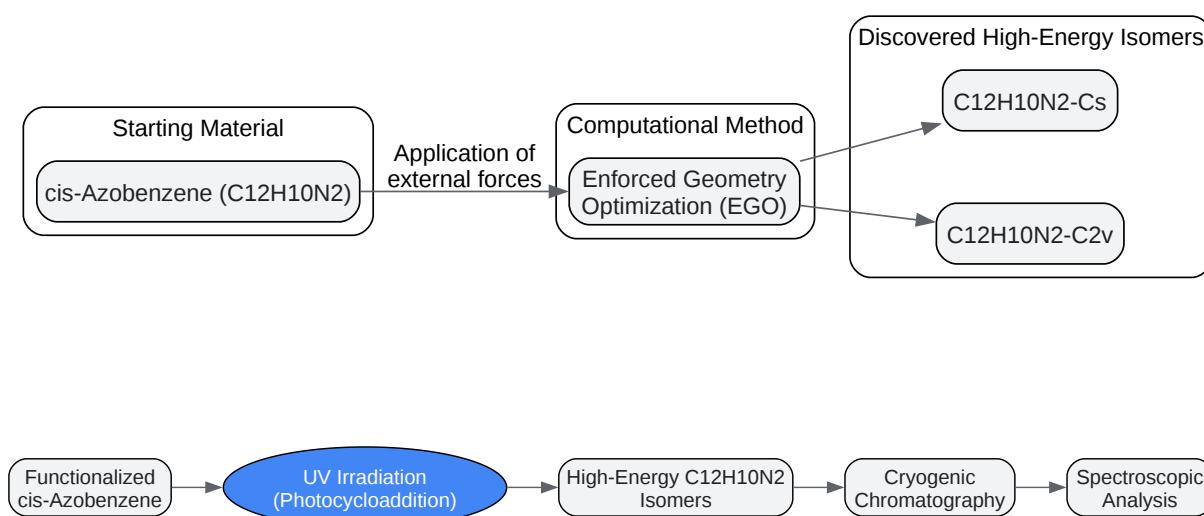 Discovered High-Energy Isomers
C12H10N2-Cs
Starting Material
cis-Azobenzene (C12H10N2)
Application of
external forces
Computational Method
Enforced Geometry
Optimization (EGO)
C12H10N2-C2v
Functionalized
cis-Azobenzene
UV Irradiation
(Photocycloaddition)
High-Energy C12H10N2
Isomers
Cryogenic
Chromatography
Spectroscopic
Analysis